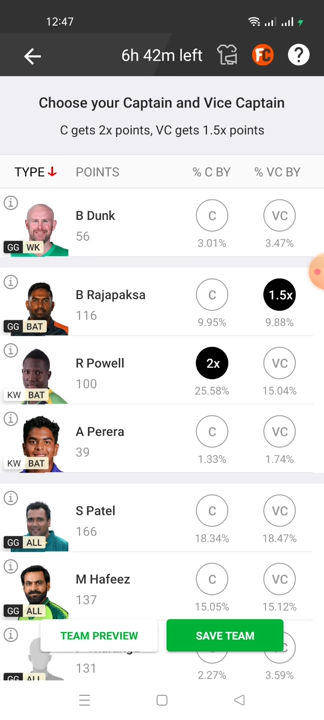 12:47
6h 42m left FC ?
Choose your Captain and Vice Captain
C gets 2x points, VC gets 1.5x points
TYPE POINTS % C BY % VC BY
i B Dunk C VC
56
GG WK 3.01% 3.47%
i B Rajapaksa C 1.5x
116
GG BAT 9.95% 9.88%
i R Powell 2x VC
100
KW BAT 25.58% 15.04%
i A Perera C VC
39
KW BAT 1.33% 1.74%
i S Patel C VC
166
GG ALL 18.34% 18.47%
i M Hafeez C VC
137
GG ALL 15.05% 15.12%
TEAM PREVIEW SAVE TEAM
i
131
GG ALL 2.27% 3.59%